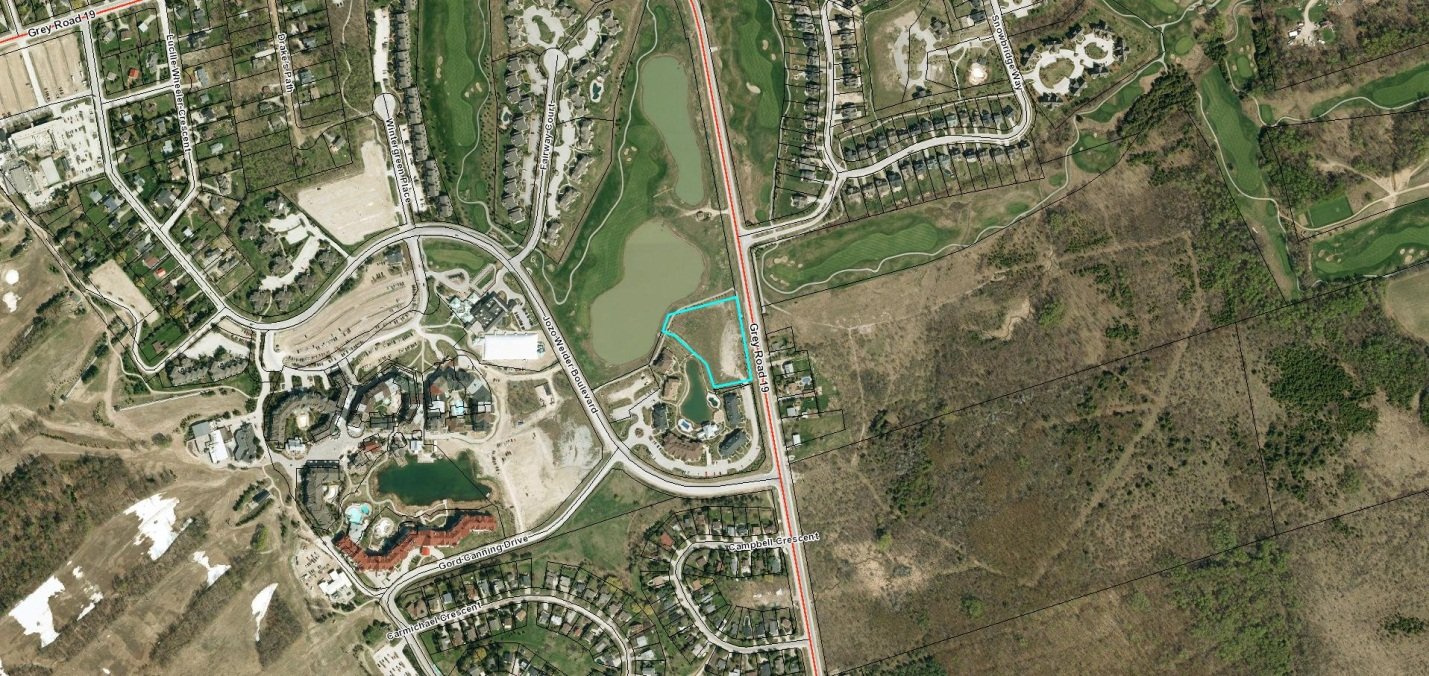 Grey Road 19
Lucille Wheeler Crescent
Drake's Path
Wintergreen Place
Fairway Court
Snowbridge Way
Jozo Weider Boulevard
Grey Road 19
Gord Canning Drive
Campbell Crescent
Carmichael Crescent